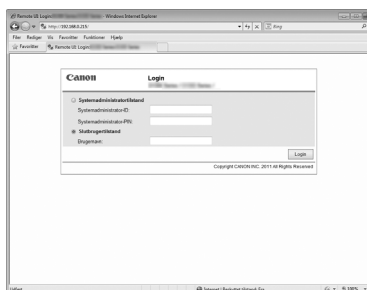 Remote UI Login - Windows Internet Explorer
http://192.168.0.215/
Bing
Filer Rediger Vis Favoritter Funktioner Hjælp
Favoritter Remote UI Login
Canon Login
Systemadministratortilstand
Systemadministrator-ID:
Systemadministrator-PIN:
Slutbrugertilstand
Brugernavn:
Login
Copyright CANON INC. 2011 All Rights Reserved
Udført Internet | Beskyttet tilstand: Fra 100%